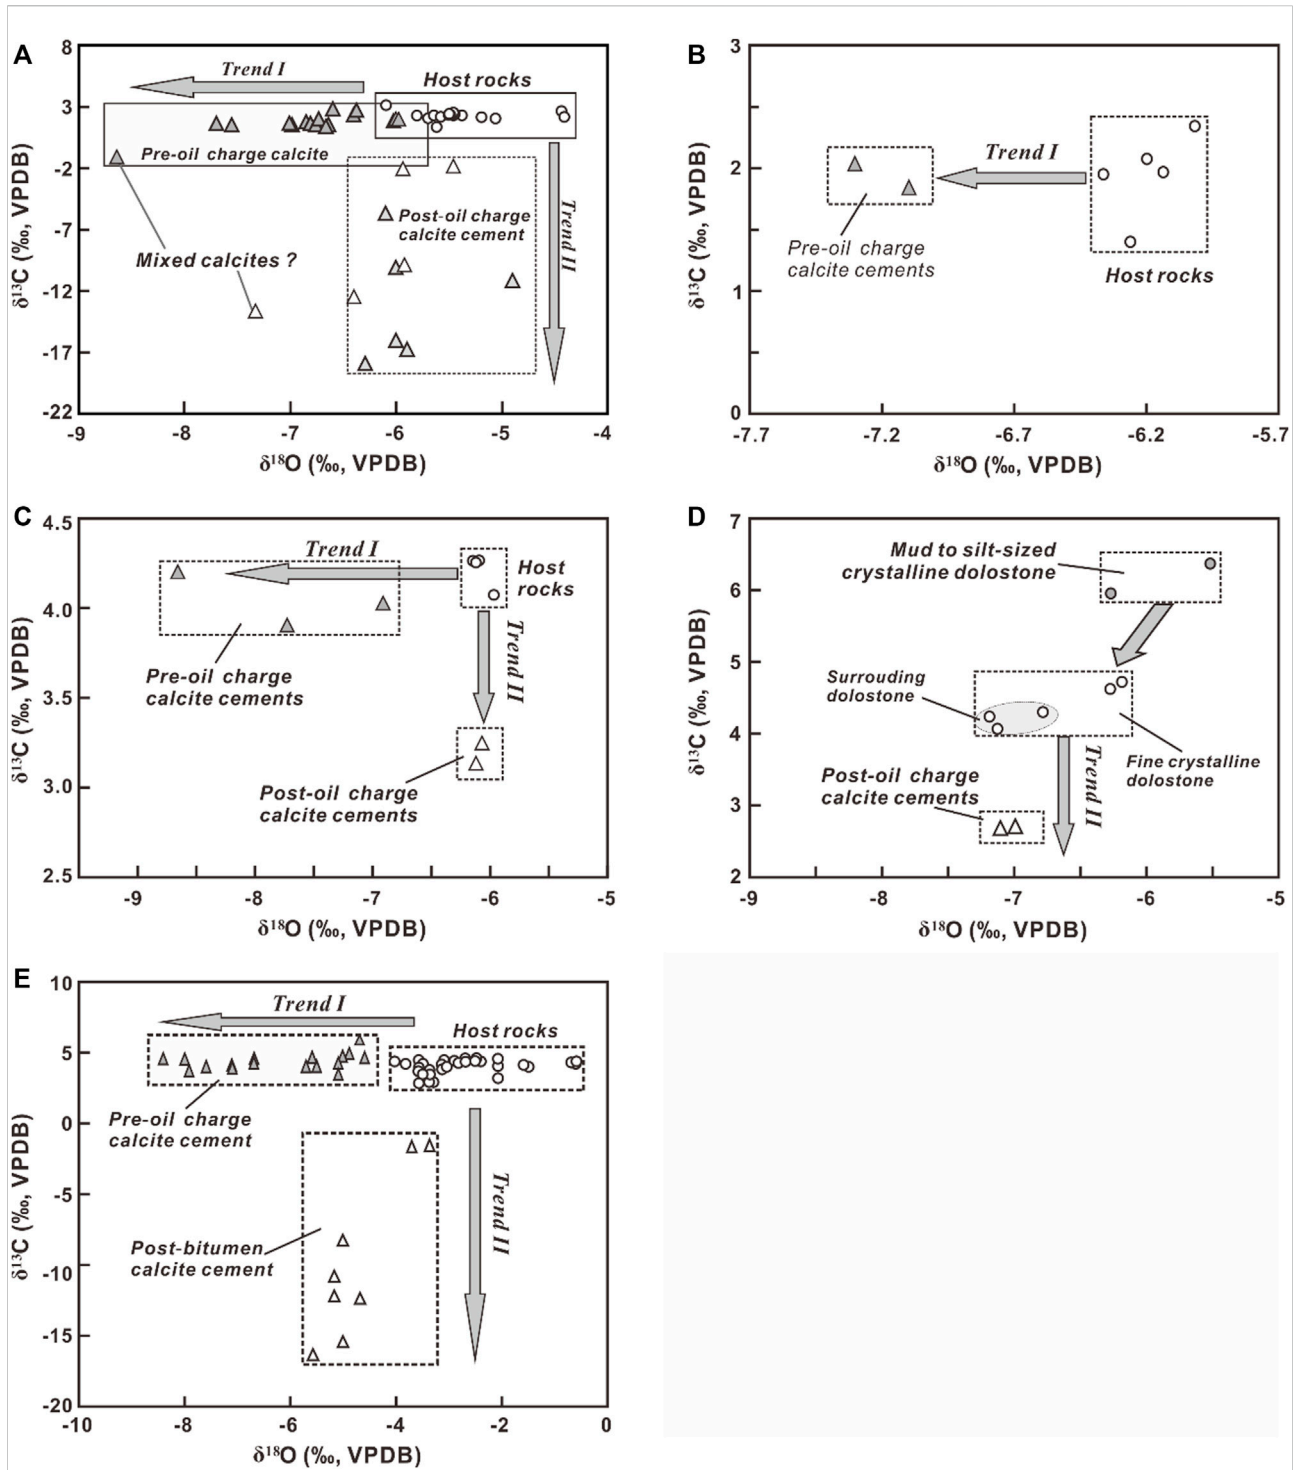 A
8
3
-2
-7
-12
-17
-22
-9
-8
-7
-6
-5
-4
δ¹³C (‰, VPDB)
δ¹⁸O (‰, VPDB)
Trend I
Host rocks
Pre-oil charge calcite
Post-oil charge
calcite cement
Trend II
Mixed calcites ?
B
3
2
1
0
-7.7
-7.2
-6.7
-6.2
-5.7
δ¹³C (‰, VPDB)
δ¹⁸O (‰, VPDB)
Trend I
Pre-oil charge
calcite cements
Host rocks
C
4.5
4.0
3.5
3.0
2.5
-9
-8
-7
-6
-5
δ¹³C (‰, VPDB)
δ¹⁸O (‰, VPDB)
Trend I
Host
rocks
Pre-oil charge
calcite cements
Trend II
Post-oil charge
calcite cements
D
7
6
5
4
3
2
-9
-8
-7
-6
-5
δ¹³C (‰, VPDB)
δ¹⁸O (‰, VPDB)
Mud to silt-sized
crystalline dolostone
Surrouding
dolostone
Fine crystalline
dolostone
Post-oil charge
calcite cements
Trend II
E
10
5
0
-5
-10
-15
-20
-10
-8
-6
-4
-2
0
δ¹³C (‰, VPDB)
δ¹⁸O (‰, VPDB)
Trend I
Host rocks
Pre-oil charge
calcite cement
Trend II
Post-bitumen
calcite cement